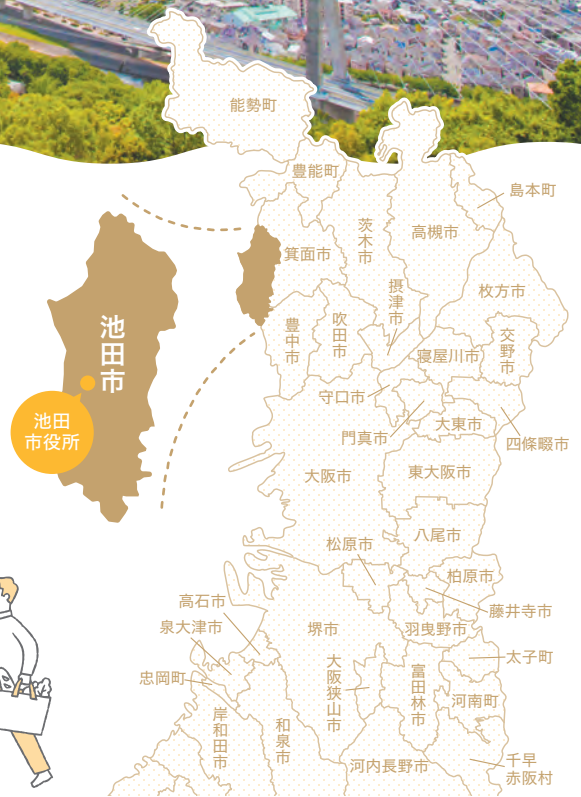 能勢町
豊能町
島本町
茨木市
高槻市
箕面市
摂津市
枚方市
池田市
豊中市
吹田市
交野市
寝屋川市
守口市
池田
市役所
大東市
門真市
四條畷市
大阪市
東大阪市
八尾市
松原市
柏原市
高石市
藤井寺市
泉大津市
堺市
羽曳野市
大阪狭山市
太子町
富田林市
忠岡町
河南町
岸和田市
和泉市
河内長野市
千早
赤阪村